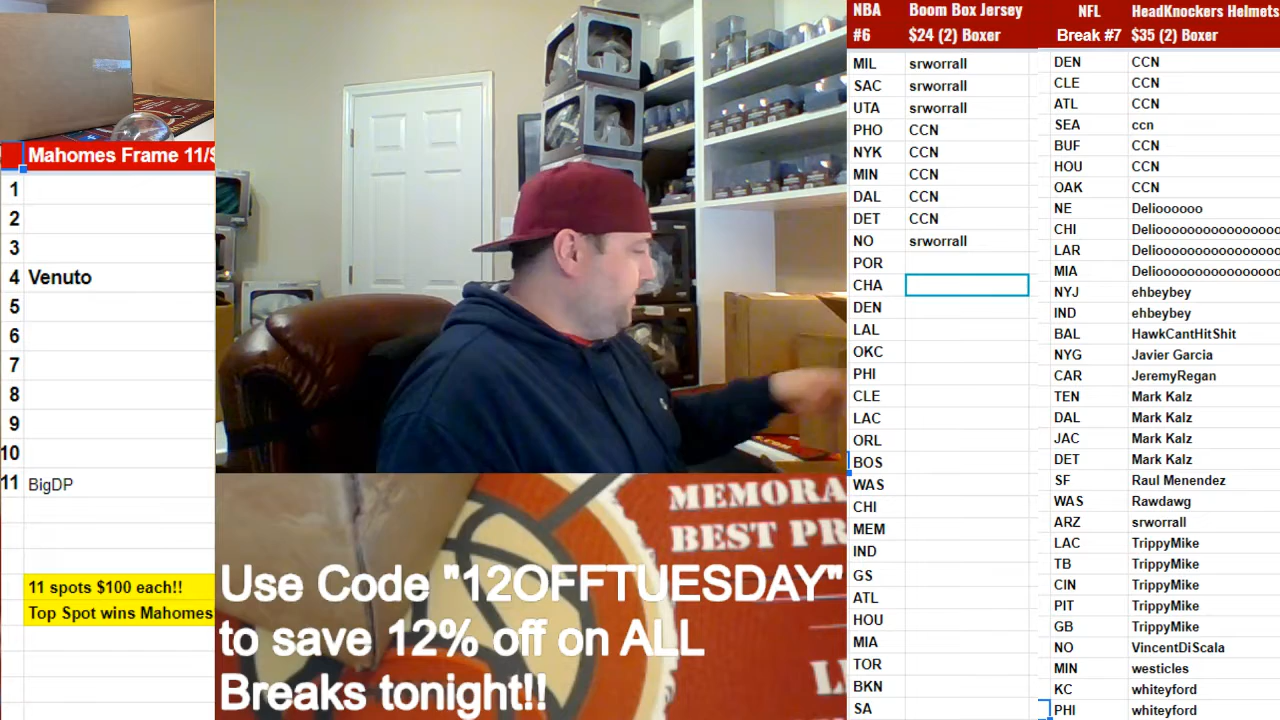 Mahomes Frame 11/
1
2
3
4 Venuto
5
6
7
8
9
10
11 BigDP
11 spots $100 each!!
Top Spot wins Mahomes
MEMORA
BEST PR
Use Code "12OFFTUESDAY"
to save 12% off on ALL
Breaks tonight!!
NBA Boom Box Jersey
#6 $24 (2) Boxer
MIL srworrall
SAC srworrall
UTA srworrall
PHO CCN
NYK CCN
MIN CCN
DAL CCN
DET CCN
NO srworrall
POR
CHA
DEN
LAL
OKC
PHI
CLE
LAC
ORL
BOS
WAS
CHI
MEM
IND
GS
ATL
HOU
MIA
TOR
BKN
SA
NFL HeadKnockers Helmets
Break #7 $35 (2) Boxer
DEN CCN
CLE CCN
ATL CCN
SEA ccn
BUF CCN
HOU CCN
OAK CCN
NE Delioooooo
CHI Deliooooooooooooooo
LAR Deliooooooooooooooo
MIA Deliooooooooooooooo
NYJ ehbeybey
IND ehbeybey
BAL HawkCantHitShit
NYG Javier Garcia
CAR JeremyRegan
TEN Mark Kalz
DAL Mark Kalz
JAC Mark Kalz
DET Mark Kalz
SF Raul Menendez
WAS Rawdawg
ARZ srworrall
LAC TrippyMike
TB TrippyMike
CIN TrippyMike
PIT TrippyMike
GB TrippyMike
NO VincentDiScala
MIN westicles
KC whiteyford
PHI whiteyford